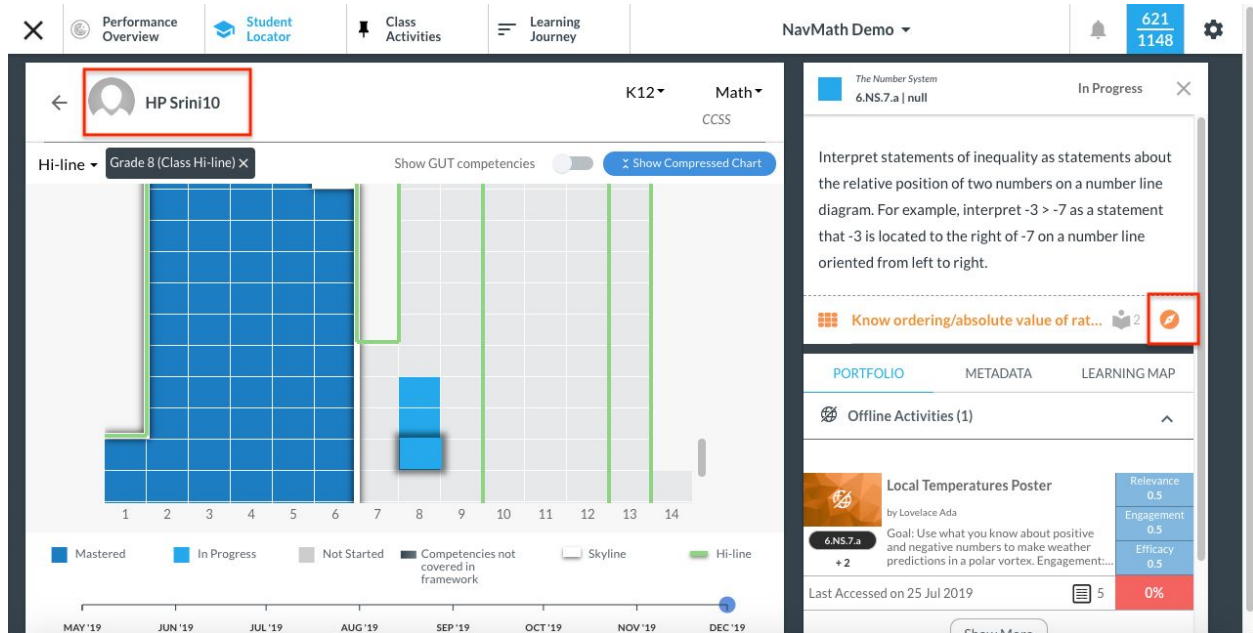 Performance
Overview
Student
Locator
Class
Activities
Learning
Journey
NavMath Demo
621
1148
HP Srini10
K12
Math
CCSS
Hi-line
Grade 8 (Class Hi-line) ×
Show GUT competencies
Show Compressed Chart
1 2 3 4 5 6 7 8 9 10 11 12 13 14
Mastered
In Progress
Not Started
Competencies not
covered in
framework
Skyline
Hi-line
MAY '19 JUN '19 JUL '19 AUG '19 SEP '19 OCT '19 NOV '19 DEC '19
The Number System
6.NS.7.a | null
In Progress
Interpret statements of inequality as statements about
the relative position of two numbers on a number line
diagram. For example, interpret -3 > -7 as a statement
that -3 is located to the right of -7 on a number line
oriented from left to right.
Know ordering/absolute value of rat...
2
PORTFOLIO METADATA LEARNING MAP
Offline Activities (1)
Local Temperatures Poster
by Lovelace Ada
6.NS.7.a
+ 2
Goal: Use what you know about positive
and negative numbers to make weather
predictions in a polar vortex. Engagement:...
Relevance
0.5
Engagement
0.5
Efficacy
0.5
Last Accessed on 25 Jul 2019
5
0%
Show More